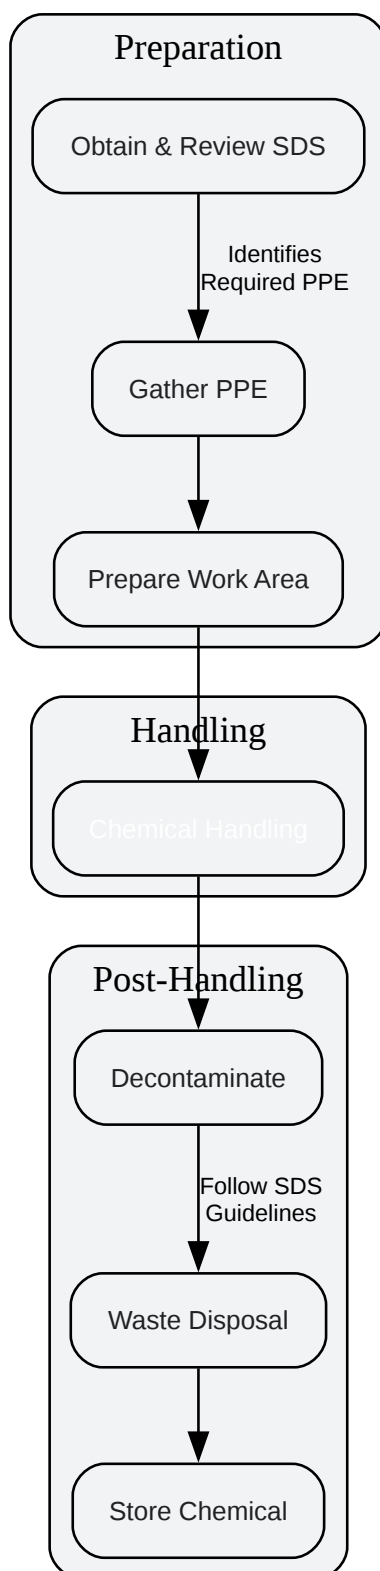 Preparation
Obtain & Review SDS
Identifies
Required PPE
Gather PPE
Prepare Work Area
Handling
Chemical Handling
Post-Handling
Decontaminate
Follow SDS
Guidelines
Waste Disposal
Store Chemical